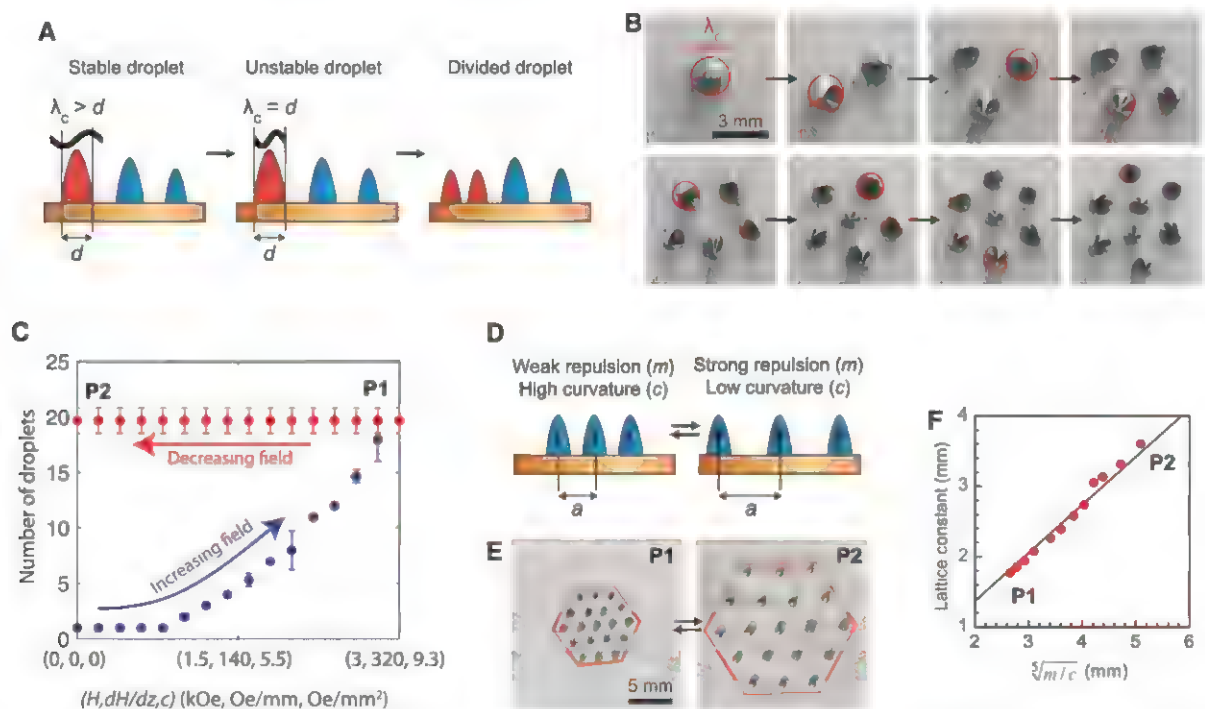 A
Stable droplet
Unstable droplet
Divided droplet
λc > d
λc = d
d
d
B
λc
3 mm
C
Number of droplets
25
20
15
10
5
0
P2
P1
Decreasing field
Increasing field
(0, 0, 0)
(1.5, 140, 5.5)
(3, 320, 9.3)
(H,dH/dz,c) (kOe, Oe/mm, Oe/mm²)
D
Weak repulsion (m)
High curvature (c)
Strong repulsion (m)
Low curvature (c)
a
a
E
P1
P2
5 mm
F
Lattice constant (mm)
4
3
2
1
P2
P1
2
3
4
5
6
⁵√m/c (mm)